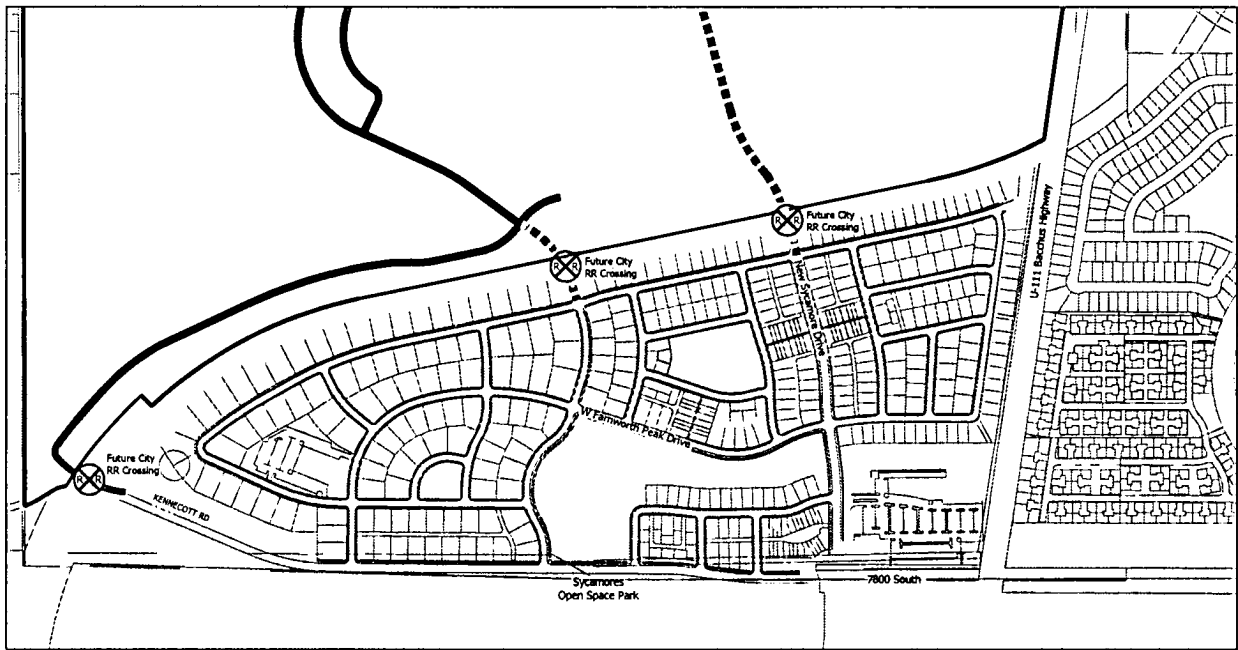 Future City
RR Crossing
R R
Future City
RR Crossing
R R
U-111 Bacchus Highway
New Sycamore Drive
W Farnworth Peak Drive
Future City
RR Crossing
R R
KENNECOTT RD
Sycamores
Open Space Park
7800 South